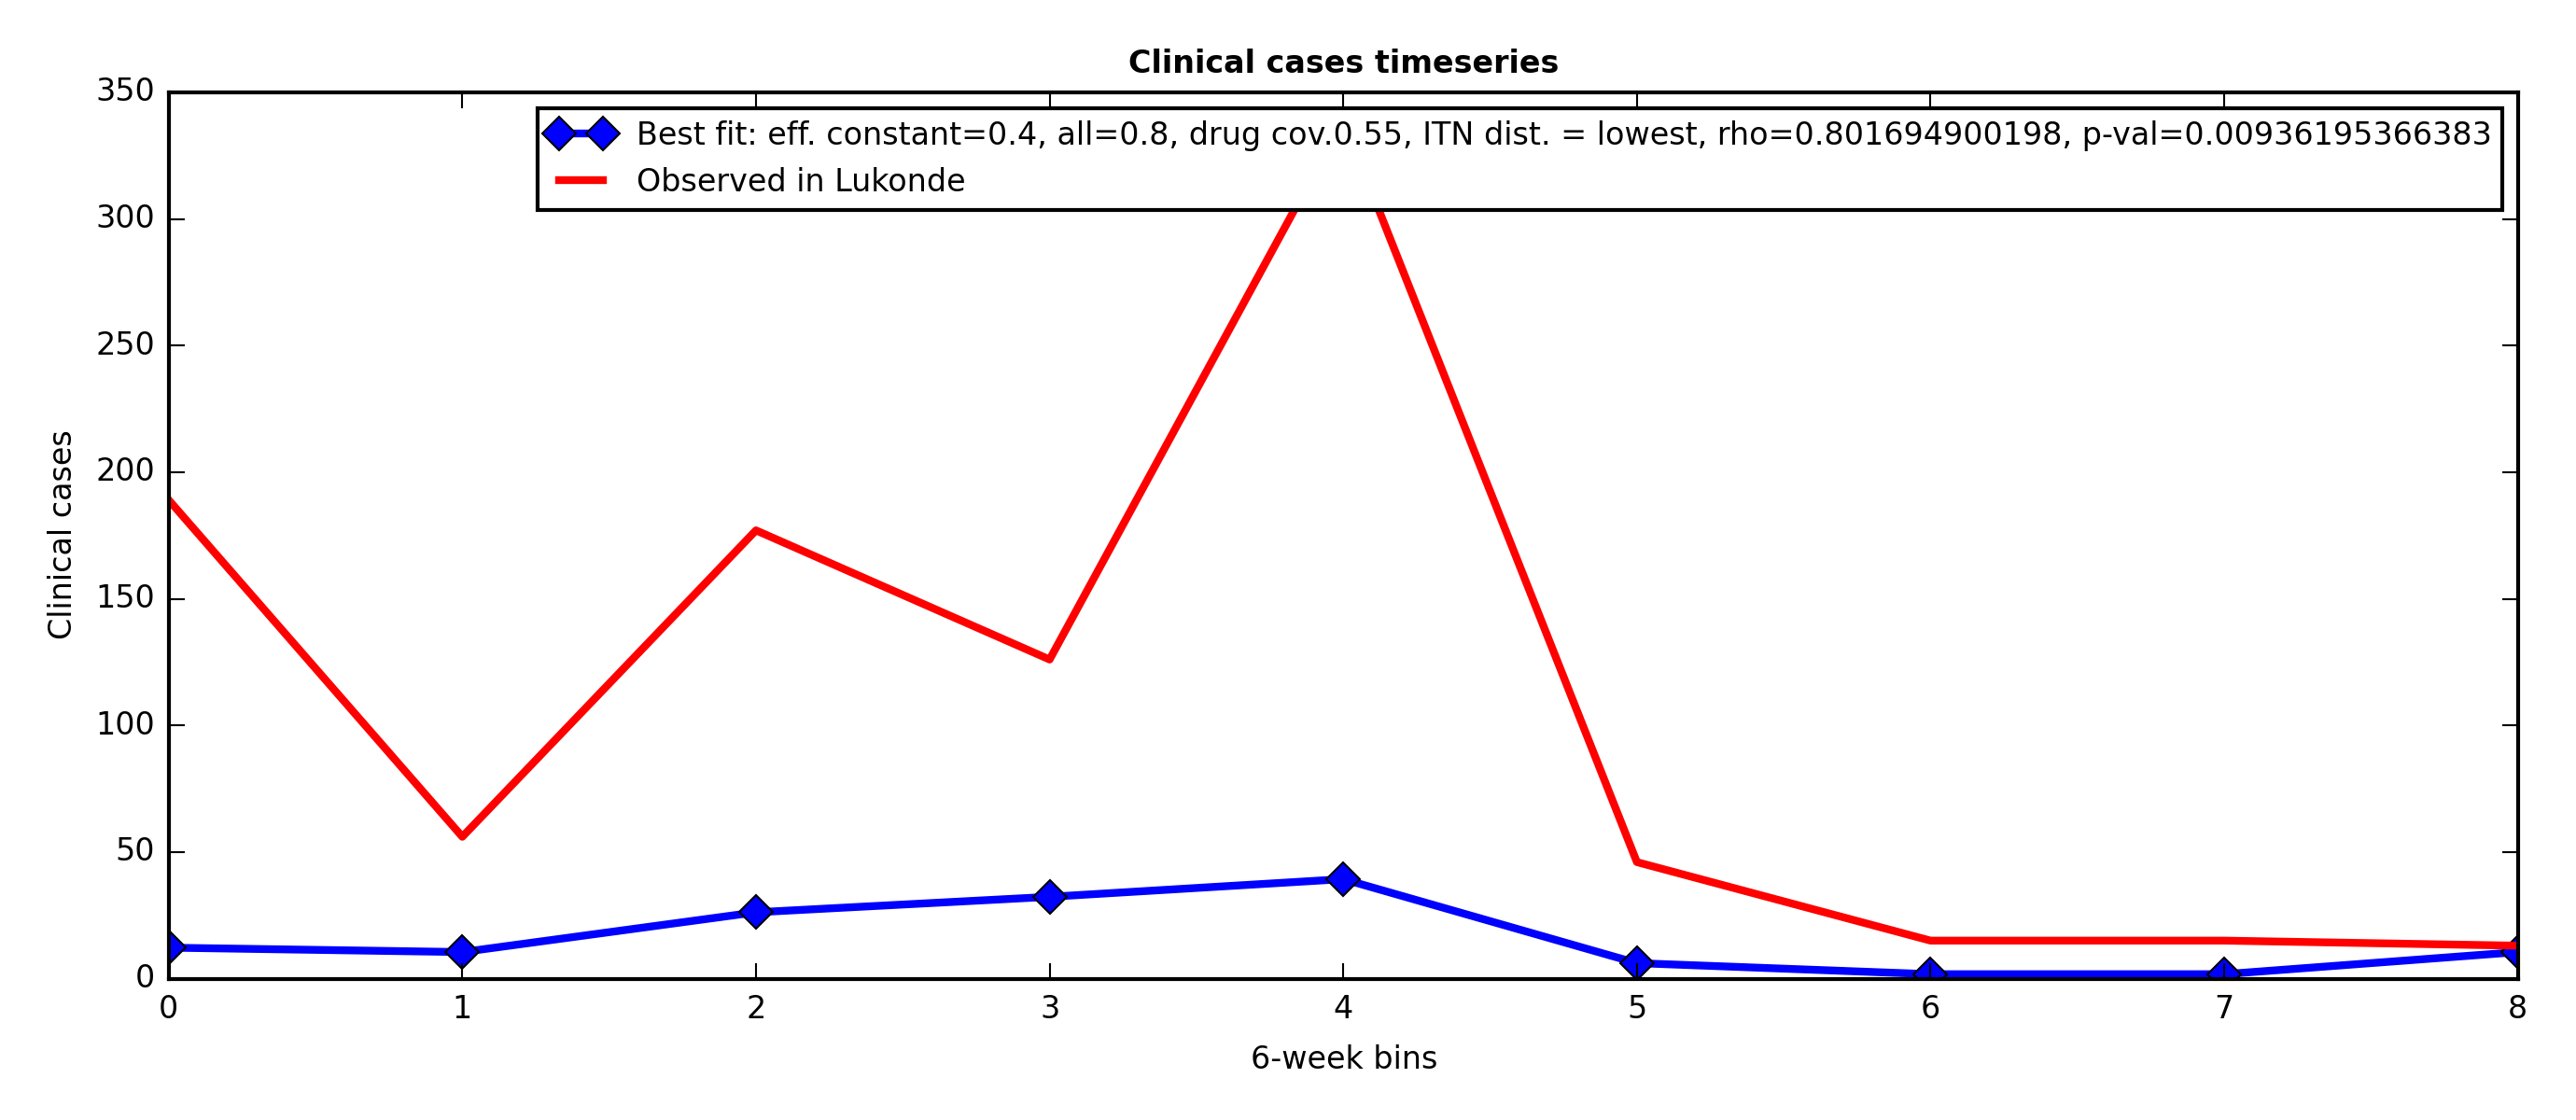 Clinical cases timeseries
350
300
250
200
150
100
50
0
Clinical cases
Best fit: eff. constant=0.4, all=0.8, drug cov.0.55, ITN dist. = lowest, rho=0.801694900198, p-val=0.00936195366383
Observed in Lukonde
0 1 2 3 4 5 6 7 8
6-week bins